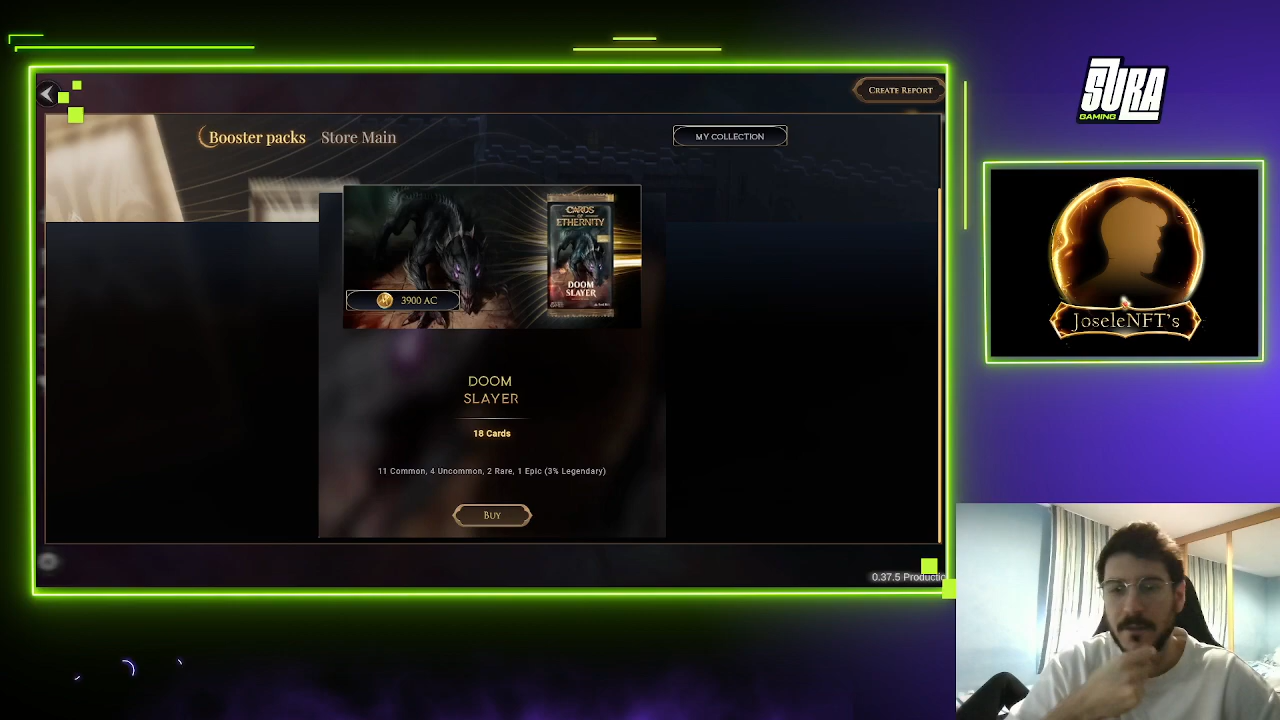 CREATE REPORT
Booster packs
Store Main
MY COLLECTION
CARDS
OF
ETHERNITY
DOOM
SLAYER
3900 AC
DOOM
SLAYER
18 Cards
11 Common, 4 Uncommon, 2 Rare, 1 Epic (3% Legendary)
BUY
0.37.5 Productio
SURA
GAMING
JoseleNFT's